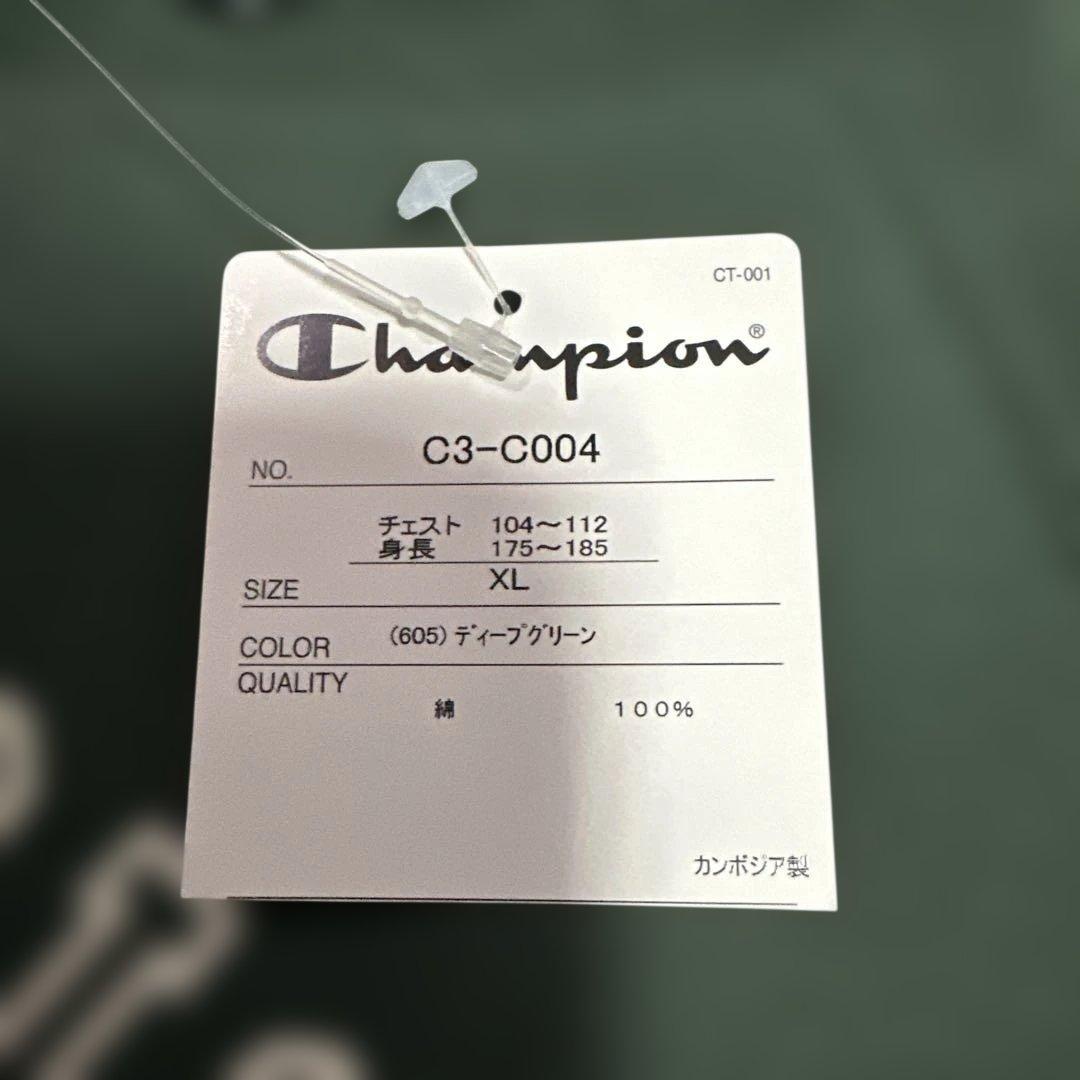 CT-001
Champion®
NO. C3-C004
チェスト 104～112
身長 175～185
SIZE XL
COLOR (605) ﾃﾞｨｰﾌﾟｸﾞﾘｰﾝ
QUALITY
綿 １００％
カンボジア製